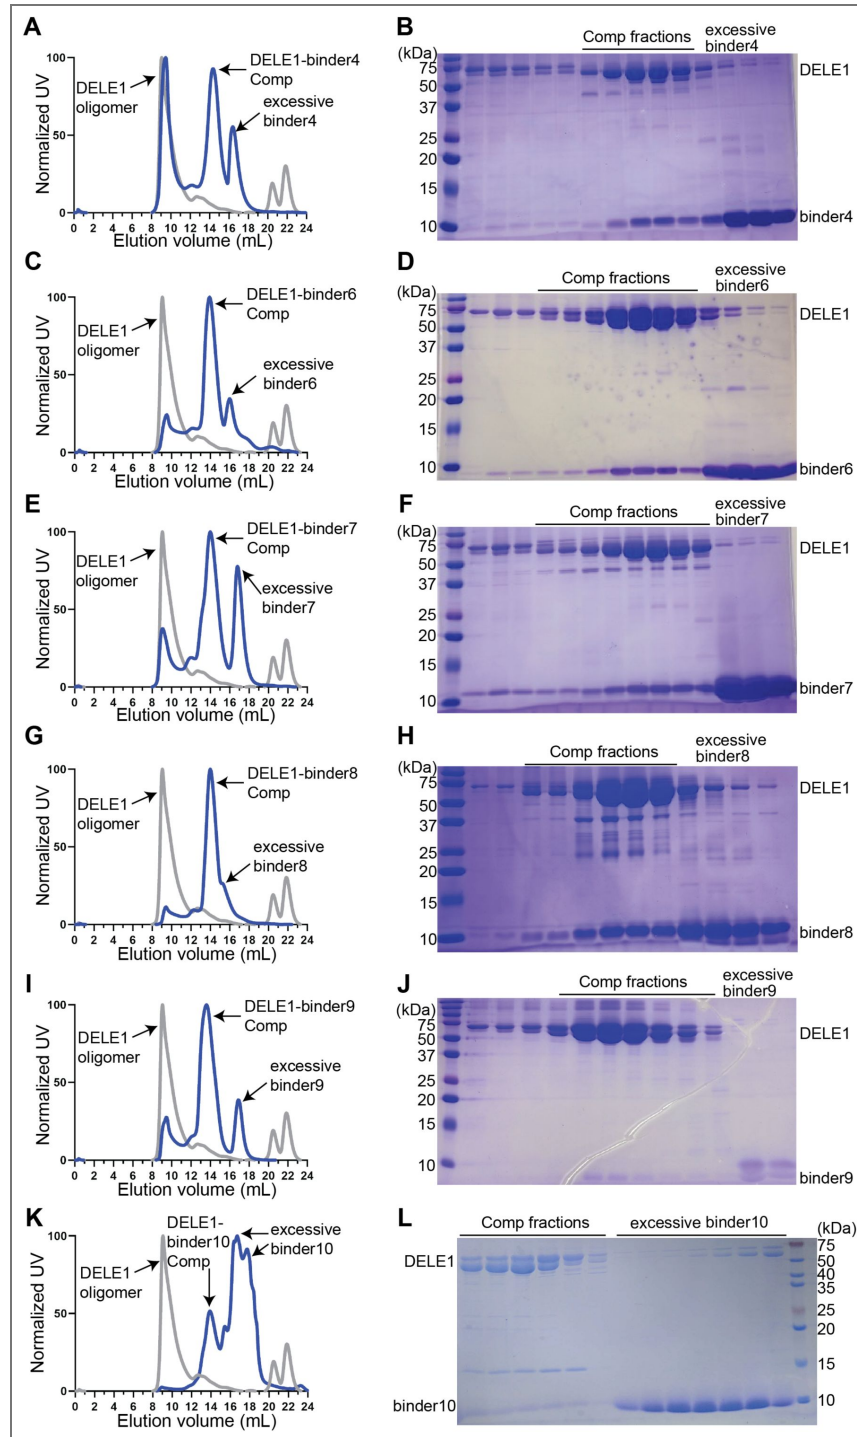 A
Normalized UV
100
50
0
DELE1
oligomer
DELE1-binder4
Comp
excessive
binder4
0 2 4 6 8 10 12 14 16 18 20 22 24
Elution volume (mL)
B
Comp fractions
excessive
binder4
(kDa)
75
50
37
25
20
15
10
DELE1
binder4
C
Normalized UV
100
50
0
DELE1
oligomer
DELE1-binder6
Comp
excessive
binder6
0 2 4 6 8 10 12 14 16 18 20 22 24
Elution volume (mL)
D
Comp fractions
excessive
binder6
(kDa)
75
50
37
25
20
15
10
DELE1
binder6
E
Normalized UV
100
50
0
DELE1
oligomer
DELE1-binder7
Comp
excessive
binder7
0 2 4 6 8 10 12 14 16 18 20 22 24
Elution volume (mL)
F
Comp fractions
excessive
binder7
(kDa)
75
50
37
25
20
15
10
DELE1
binder7
G
Normalized UV
100
50
0
DELE1
oligomer
DELE1-binder8
Comp
excessive
binder8
0 2 4 6 8 10 12 14 16 18 20 22 24
Elution volume (mL)
H
Comp fractions
excessive
binder8
(kDa)
75
50
37
25
20
15
10
DELE1
binder8
I
Normalized UV
100
50
0
DELE1
oligomer
DELE1-binder9
Comp
excessive
binder9
0 2 4 6 8 10 12 14 16 18 20 22 24
Elution volume (mL)
J
Comp fractions
excessive
binder9
(kDa)
75
50
37
25
20
15
10
DELE1
binder9
K
Normalized UV
100
50
0
DELE1
oligomer
DELE1-
binder10
Comp
excessive
binder10
0 2 4 6 8 10 12 14 16 18 20 22 24
Elution volume (mL)
L
Comp fractions
excessive binder10
(kDa)
75
50
40
35
25
20
15
10
DELE1
binder10